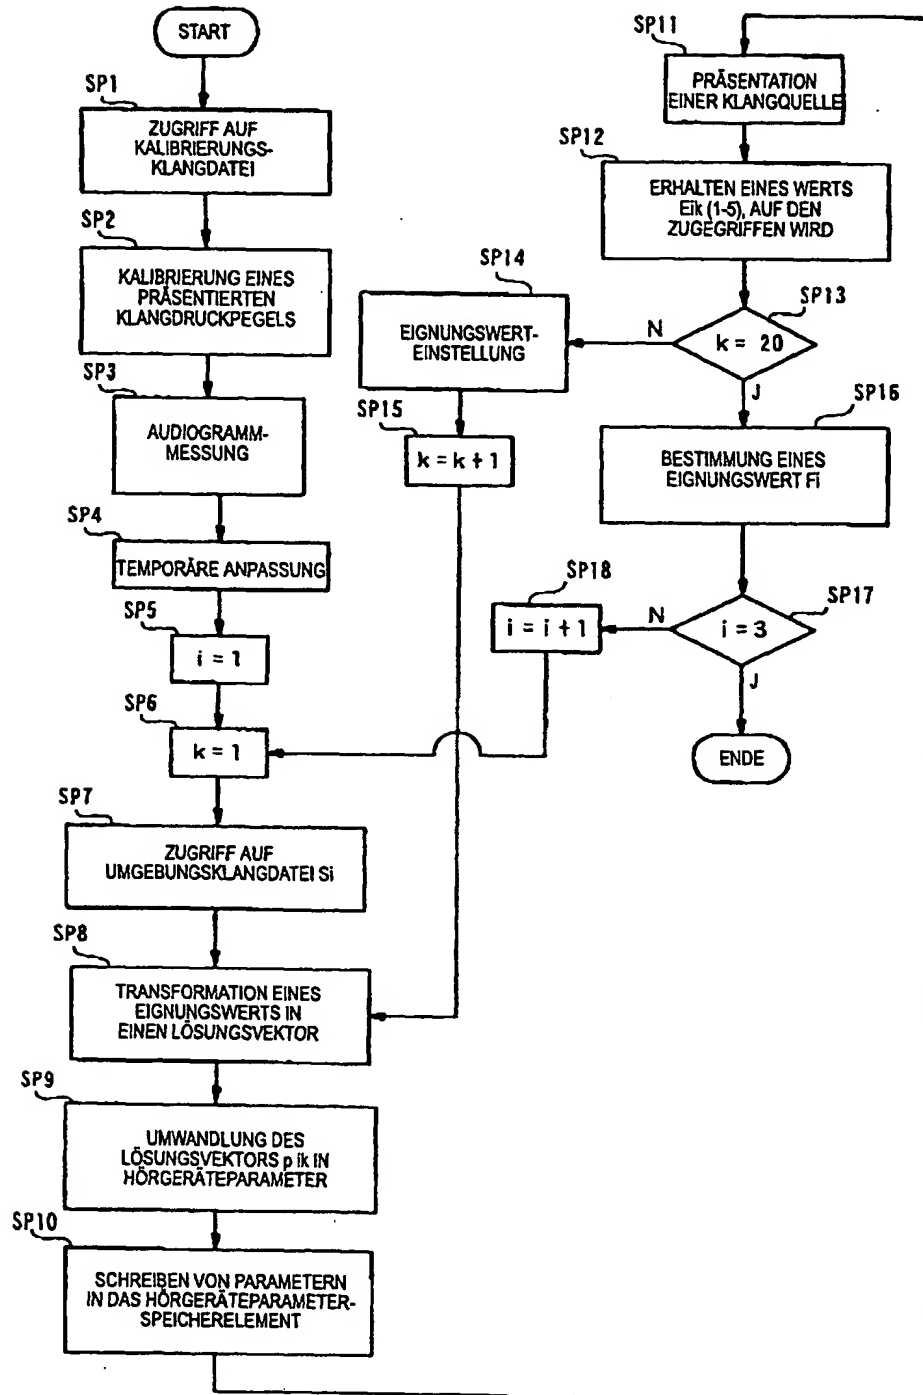 START
SP1
ZUGRIFF AUF
KALIBRIERUNGS-
KLANGDATEI
SP2
KALIBRIERUNG EINES
PRÄSENTIERTEN
KLANGDRUCKPEGELS
SP3
AUDIOGRAMM-
MESSUNG
SP4
TEMPORÄRE ANPASSUNG
SP5
i = 1
SP6
k = 1
SP7
ZUGRIFF AUF
UMGEBUNGSKLANGDATEI Si
SP8
TRANSFORMATION EINES
EIGNUNGSWERTS IN
EINEN LÖSUNGSVEKTOR
SP9
UMWANDLUNG DES
LÖSUNGSVEKTORS p ik IN
HÖRGERÄTEPARAMETER
SP10
SCHREIBEN VON PARAMETERN
IN DAS HÖRGERÄTEPARAMETER-
SPEICHERELEMENT
SP11
PRÄSENTATION
EINER KLANGQUELLE
SP12
ERHALTEN EINES WERTS
Eik (1-5), AUF DEN
ZUGEGRIFFEN WIRD
SP13
k = 20
N
J
SP14
EIGNUNGSWERT-
EINSTELLUNG
SP15
k = k + 1
SP16
BESTIMMUNG EINES
EIGNUNGSWERT Fi
SP17
i = 3
N
J
SP18
i = i + 1
ENDE